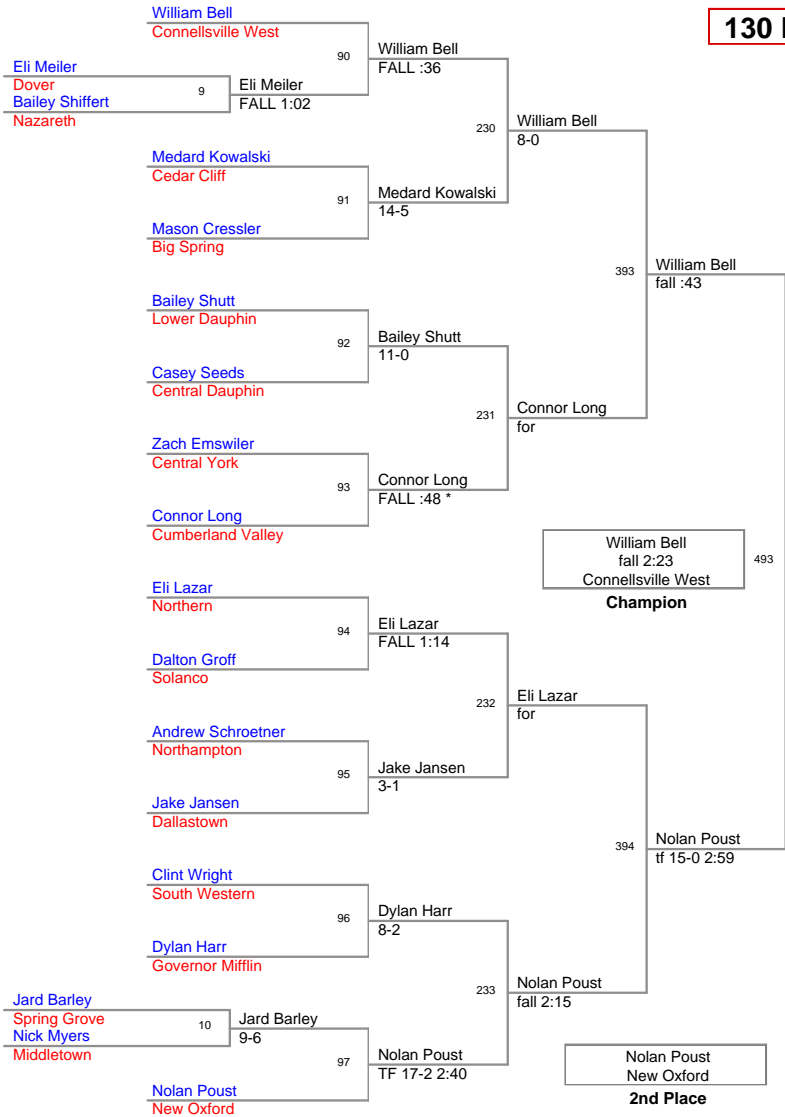 William Bell
Connellsville West
130
90
William Bell
FALL :36
Eli Meiler
Dover
9
Eli Meiler
FALL 1:02
Bailey Shiffert
Nazareth
230
William Bell
8-0
Medard Kowalski
Cedar Cliff
91
Medard Kowalski
14-5
Mason Cressler
Big Spring
393
William Bell
fall :43
Bailey Shutt
Lower Dauphin
92
Bailey Shutt
11-0
Casey Seeds
Central Dauphin
231
Connor Long
for
Zach Emswiler
Central York
93
Connor Long
FALL :48 *
Connor Long
Cumberland Valley
William Bell
fall 2:23
Connellsville West
493
Champion
Eli Lazar
Northern
94
Eli Lazar
FALL 1:14
Dalton Groff
Solanco
232
Eli Lazar
for
Andrew Schroetner
Northampton
95
Jake Jansen
3-1
Jake Jansen
Dallastown
394
Nolan Poust
tf 15-0 2:59
Clint Wright
South Western
96
Dylan Harr
8-2
Dylan Harr
Governor Mifflin
233
Nolan Poust
fall 2:15
Jard Barley
Spring Grove
10
Jard Barley
9-6
Nick Myers
Middletown
97
Nolan Poust
TF 17-2 2:40
Nolan Poust
New Oxford
Nolan Poust
New Oxford
2nd Place